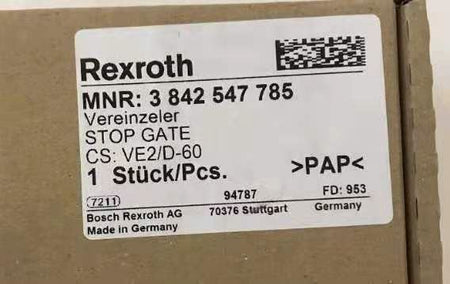 Rexroth
MNR: 3 842 547 785
Vereinzeler
STOP GATE
CS: VE2/D-60
1 Stück/Pcs. >PAP<
7211 94787 FD: 953
Bosch Rexroth AG 70376 Stuttgart Germany
Made in Germany